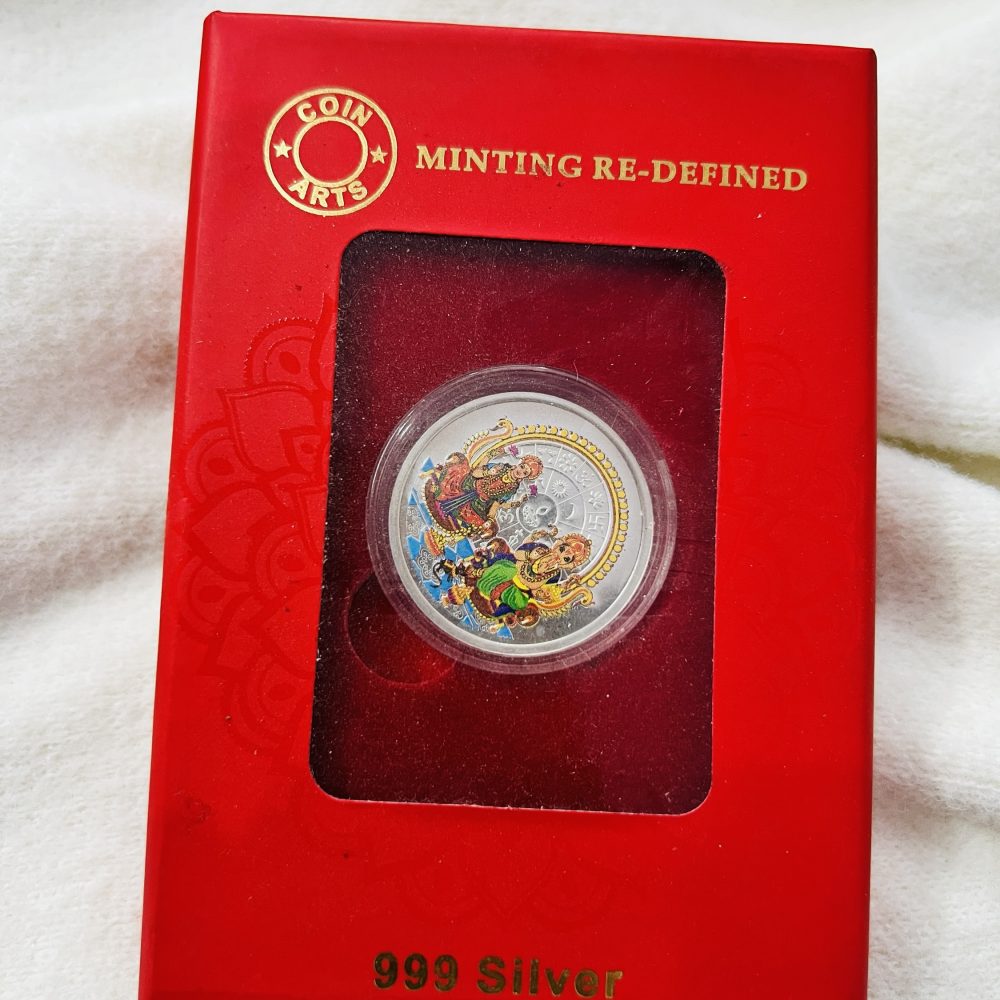 COIN
ARTS
MINTING RE-DEFINED
ॐ
999 Silver